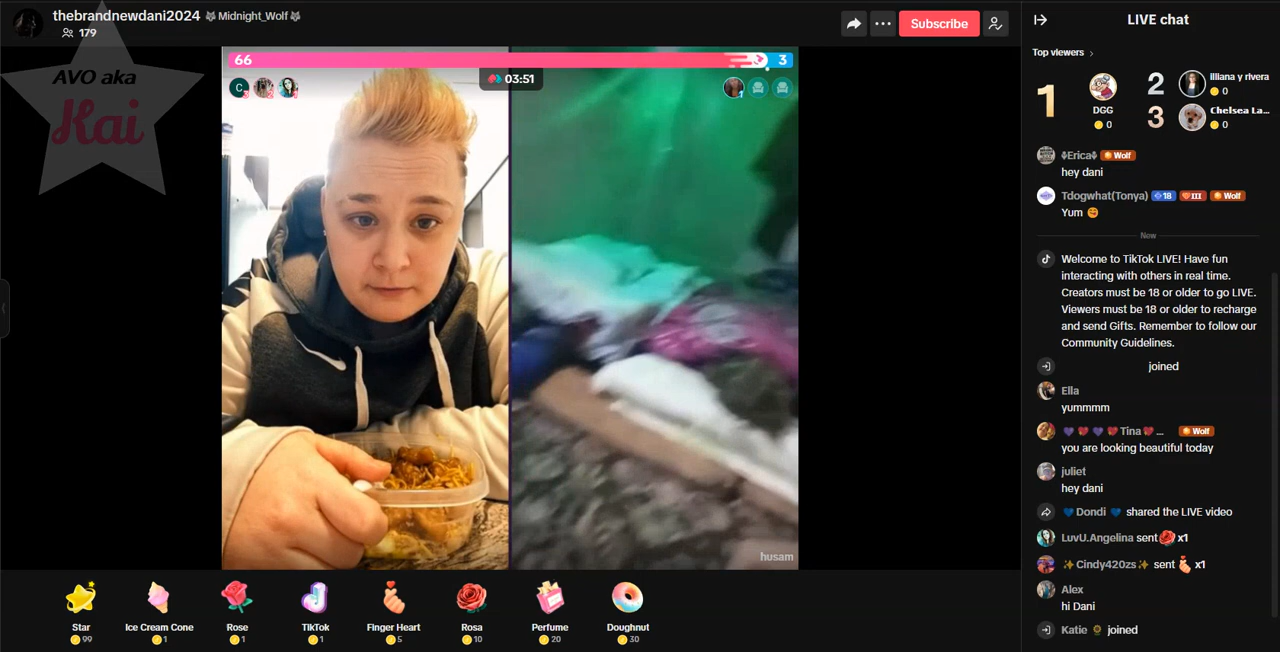 thebrandnewdani2024 🐺Midnight_Wolf🐺
179
Subscribe
AVO aka
Kai
66
3
03:51
C
husam
Star
99
Ice Cream Cone
1
Rose
1
TikTok
1
Finger Heart
5
Rosa
10
Perfume
20
Doughnut
30
LIVE chat
Top viewers
1
DGG
0
2
illiana y rivera
0
3
Chelsea La...
0
Erica Wolf
hey dani
Tdogwhat(Tonya) 18 III Wolf
Yum 😋
New
Welcome to TikTok LIVE! Have fun
interacting with others in real time.
Creators must be 18 or older to go LIVE.
Viewers must be 18 or older to recharge
and send Gifts. Remember to follow our
Community Guidelines.
joined
Ella
yummmm
💜💗💜💗Tina💗... Wolf
you are looking beautiful today
juliet
hey dani
💙Dondi💙 shared the LIVE video
LuvU.Angelina sent x1
✨Cindy420zs✨ sent x1
Alex
hi Dani
Katie 🌻 joined